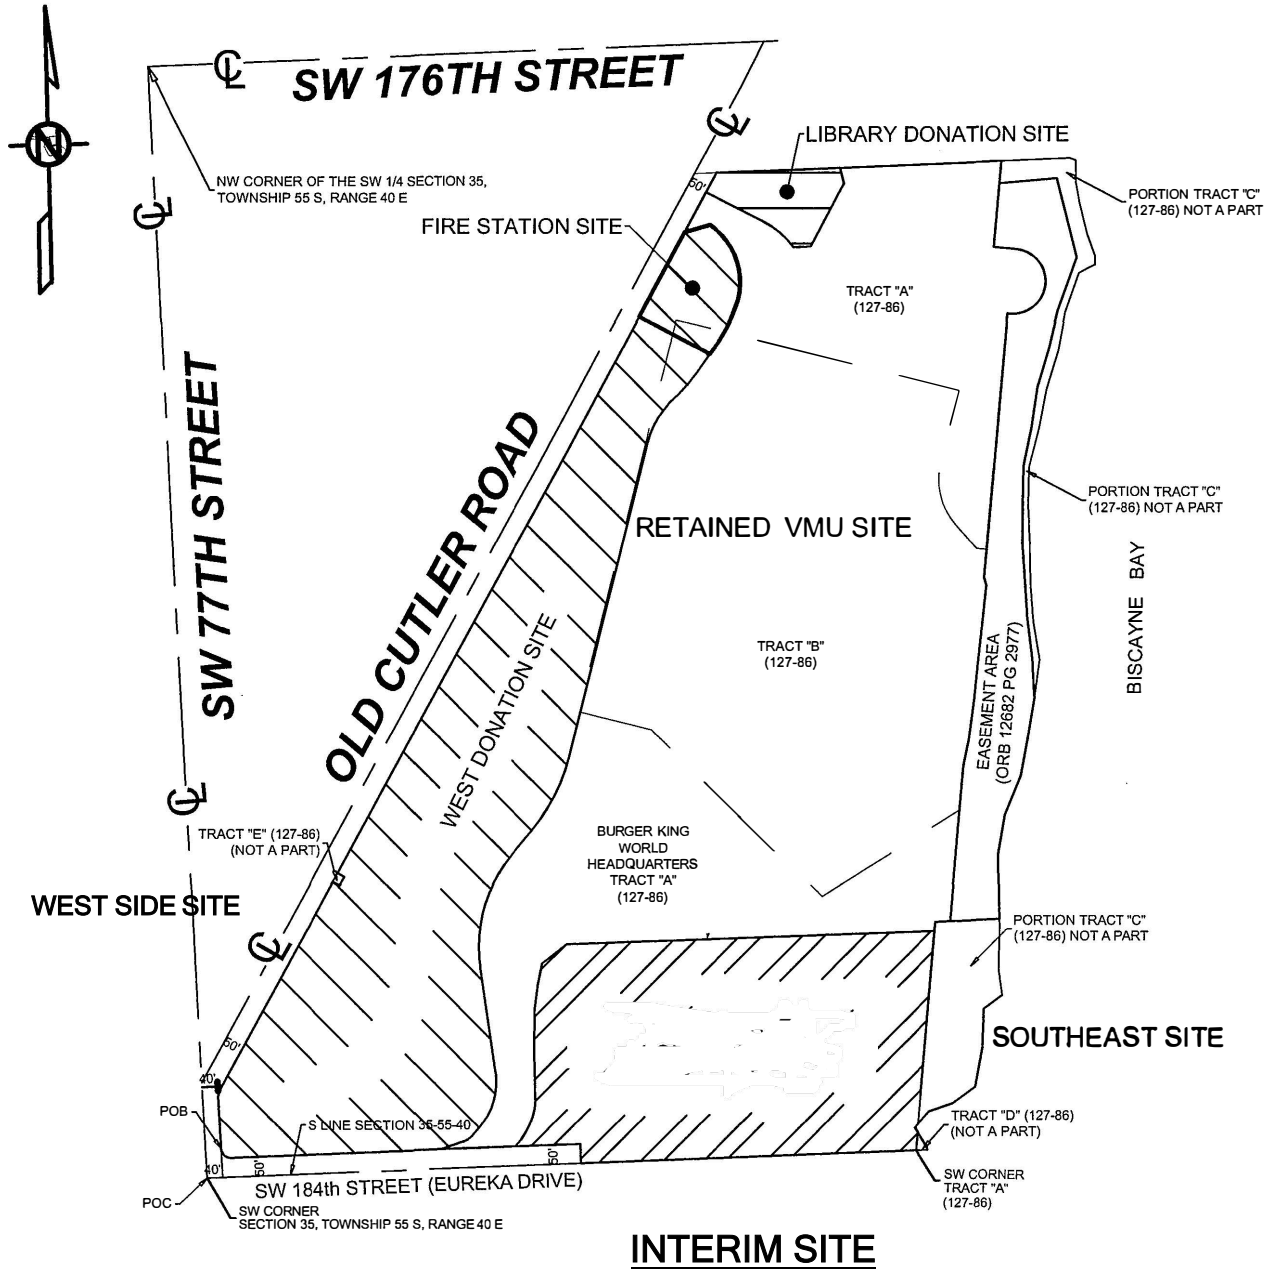 SW 176TH STREET
N
NW CORNER OF THE SW 1/4 SECTION 35,
TOWNSHIP 55 S, RANGE 40 E
LIBRARY DONATION SITE
50'
FIRE STATION SITE
PORTION TRACT "C"
(127-86) NOT A PART
TRACT "A"
(127-86)
SW 77TH STREET
OLD CUTLER ROAD
RETAINED VMU SITE
PORTION TRACT "C"
(127-86) NOT A PART
BISCAYNE BAY
WEST DONATION SITE
TRACT "B"
(127-86)
EASEMENT AREA
(ORB 12682 PG 2977)
TRACT "E" (127-86)
(NOT A PART)
BURGER KING
WORLD
HEADQUARTERS
TRACT "A"
(127-86)
WEST SIDE SITE
PORTION TRACT "C"
(127-86) NOT A PART
SOUTHEAST SITE
50'
40'
POB
S LINE SECTION 35-55-40
TRACT "D" (127-86)
(NOT A PART)
40'
50'
50'
SW 184th STREET (EUREKA DRIVE)
POC
SW CORNER
SECTION 35, TOWNSHIP 55 S, RANGE 40 E
SW CORNER
TRACT "A"
(127-86)
INTERIM SITE